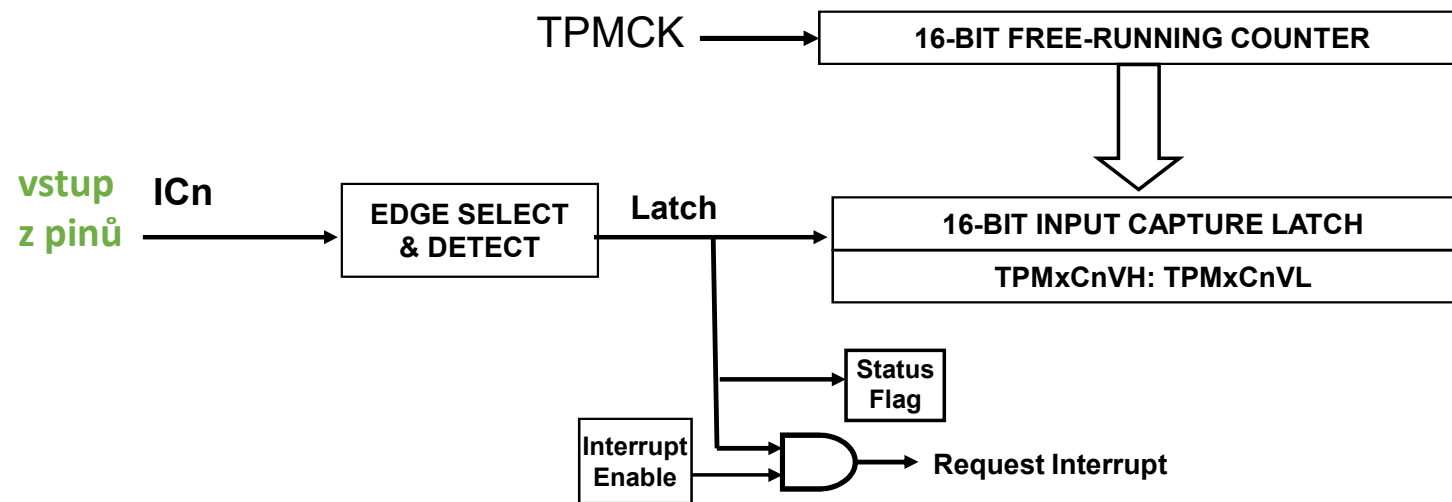 TPMCK
16-BIT FREE-RUNNING COUNTER
vstup
z pinů
ICn
EDGE SELECT
& DETECT
Latch
16-BIT INPUT CAPTURE LATCH
TPMxCnVH: TPMxCnVL
Status
Flag
Interrupt
Enable
Request Interrupt